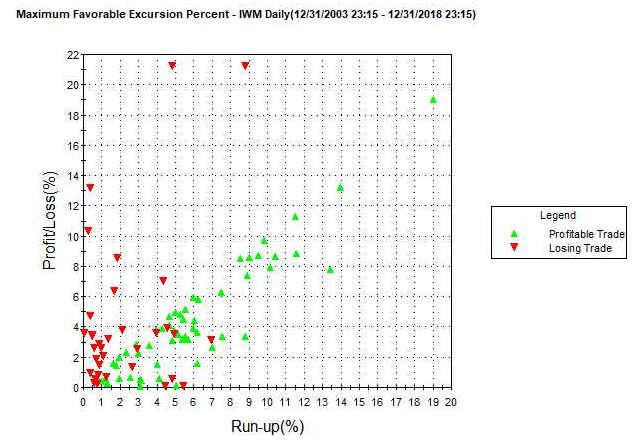 Maximum Favorable Excursion Percent - IWM Daily(12/31/2003 23:15 - 12/31/2018 23:15)
22
20
18
16
14
12
10
8
6
4
2
0
Profit/Loss(%)
0 1 2 3 4 5 6 7 8 9 10 11 12 13 14 15 16 17 18 19 20
Run-up(%)
Legend
Profitable Trade
Losing Trade